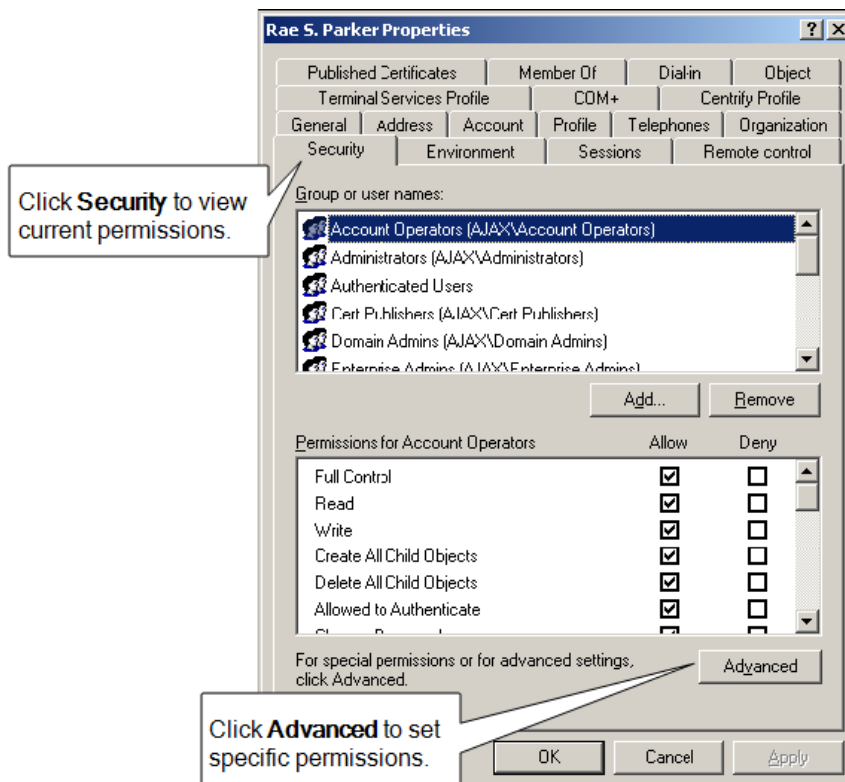 Rae S. Parker Properties
Published Certificates Member Of Dial-in Object
Terminal Services Profile COM+ Centrify Profile
General Address Account Profile Telephones Organization
Security Environment Sessions Remote control
Click Security to view
current permissions.
Group or user names:
Account Operators (AJAX\Account Operators)
Administrators (AJAX\Administrators)
Authenticated Users
Cert Publishers (AJAX\Cert Publishers)
Domain Admins (AJAX\Domain Admins)
Enterprise Admins (AJAX\Enterprise Admins)
Add... Remove
Permissions for Account Operators Allow Deny
Full Control
Read
Write
Create All Child Objects
Delete All Child Objects
Allowed to Authenticate
For special permissions or for advanced settings,
click Advanced.
Advanced
Click Advanced to set
specific permissions.
OK Cancel Apply